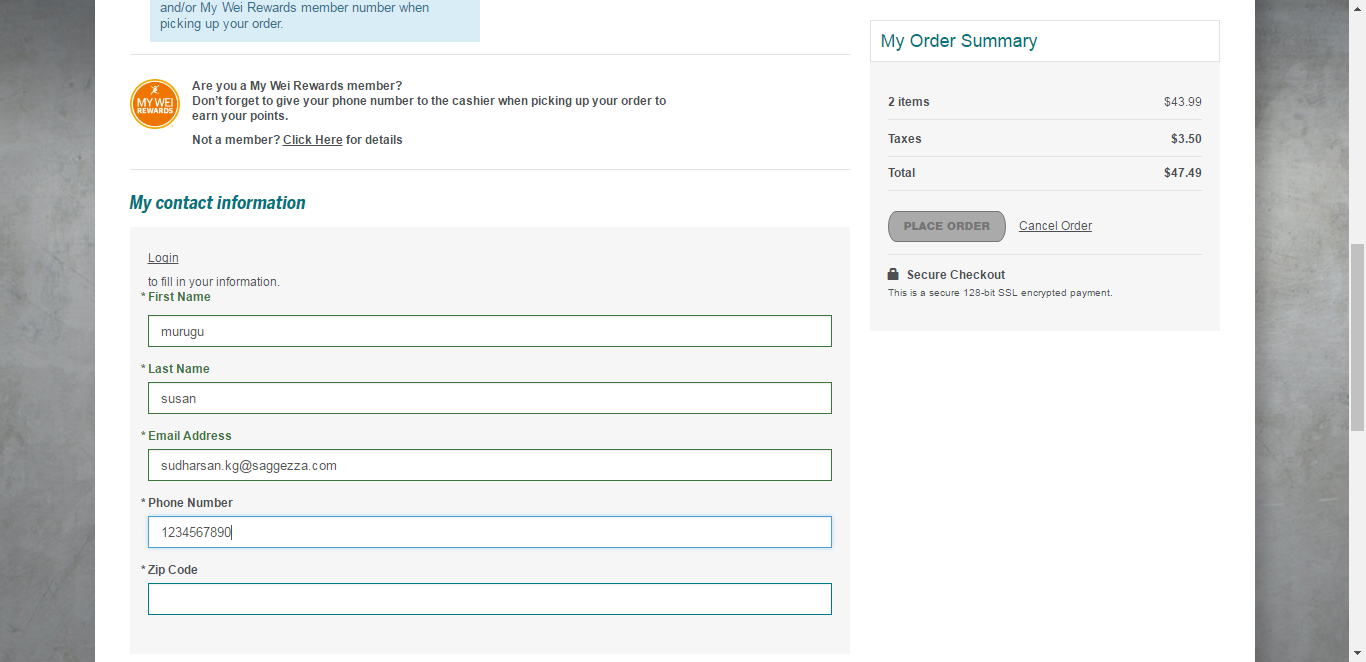 and/or My Wei Rewards member number when
picking up your order.
MY WEI
REWARDS
Are you a My Wei Rewards member?
Don't forget to give your phone number to the cashier when picking up your order to
earn your points.
Not a member? Click Here for details
My contact information
Login
to fill in your information.
* First Name
murugu
* Last Name
susan
* Email Address
sudharsan.kg@saggezza.com
* Phone Number
1234567890
* Zip Code
My Order Summary
2 items $43.99
Taxes $3.50
Total $47.49
PLACE ORDER Cancel Order
Secure Checkout
This is a secure 128-bit SSL encrypted payment.